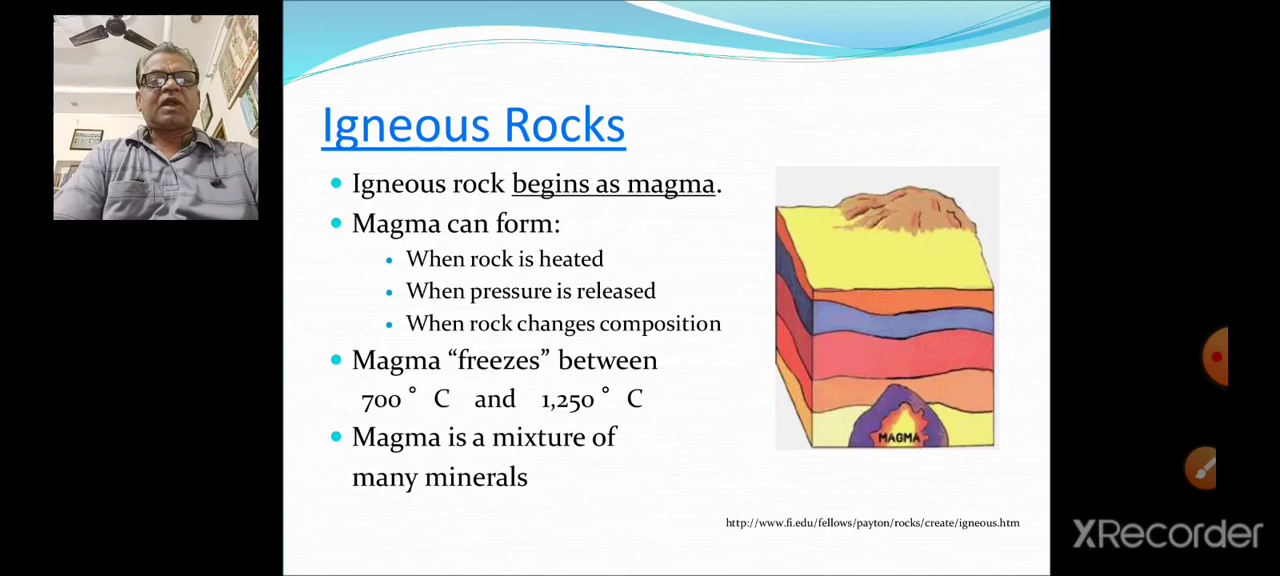 Igneous Rocks
Igneous rock begins as magma.
Magma can form:
When rock is heated
When pressure is released
When rock changes composition
Magma “freezes” between
700° C and 1,250° C
Magma is a mixture of
many minerals
MAGMA
http://www.fi.edu/fellows/payton/rocks/create/igneous.htm
XRecorder